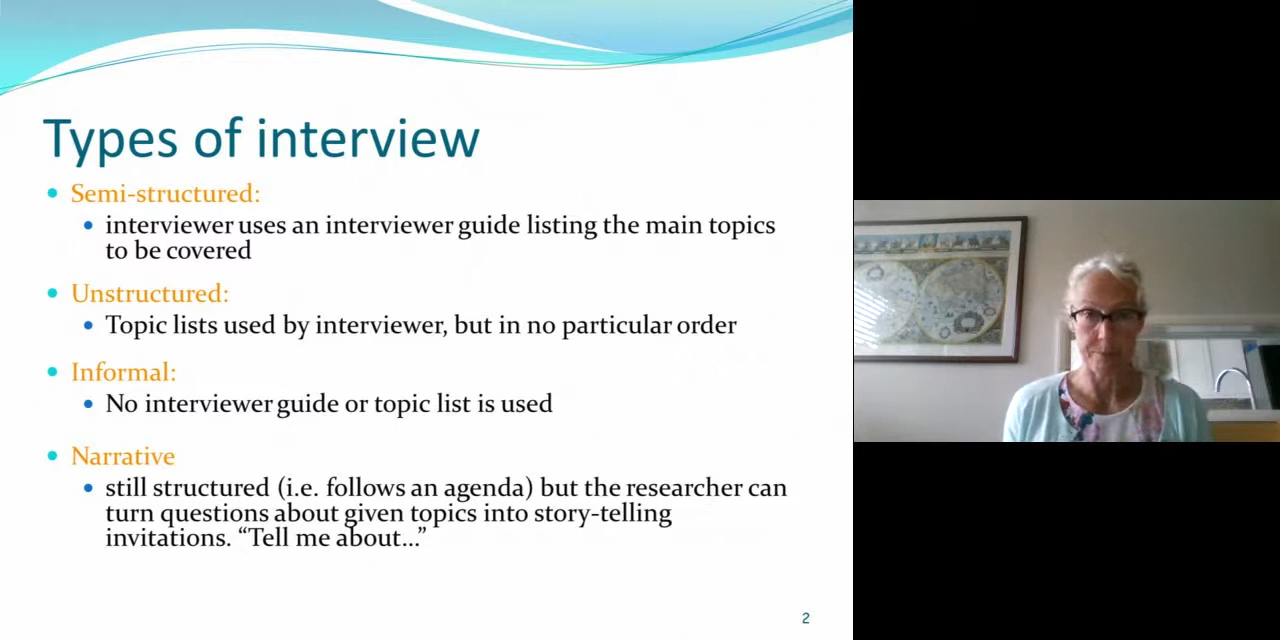 Types of interview
Semi-structured:
interviewer uses an interviewer guide listing the main topics
to be covered
Unstructured:
Topic lists used by interviewer, but in no particular order
Informal:
No interviewer guide or topic list is used
Narrative
still structured (i.e. follows an agenda) but the researcher can
turn questions about given topics into story-telling
invitations. “Tell me about…”
2